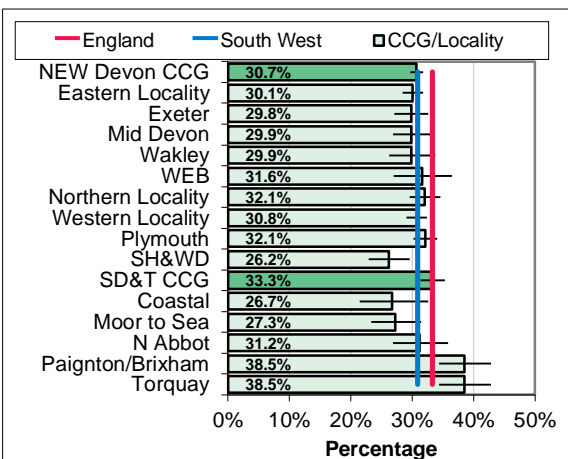 England South West CCG/Locality
NEW Devon CCG 30.7%
Eastern Locality 30.1%
Exeter 29.8%
Mid Devon 29.9%
Wakley 29.9%
WEB 31.6%
Northern Locality 32.1%
Western Locality 30.8%
Plymouth 32.1%
SH&WD 26.2%
SD&T CCG 33.3%
Coastal 26.7%
Moor to Sea 27.3%
N Abbot 31.2%
Paignton/Brixham 38.5%
Torquay 38.5%
0% 10% 20% 30% 40% 50%
Percentage